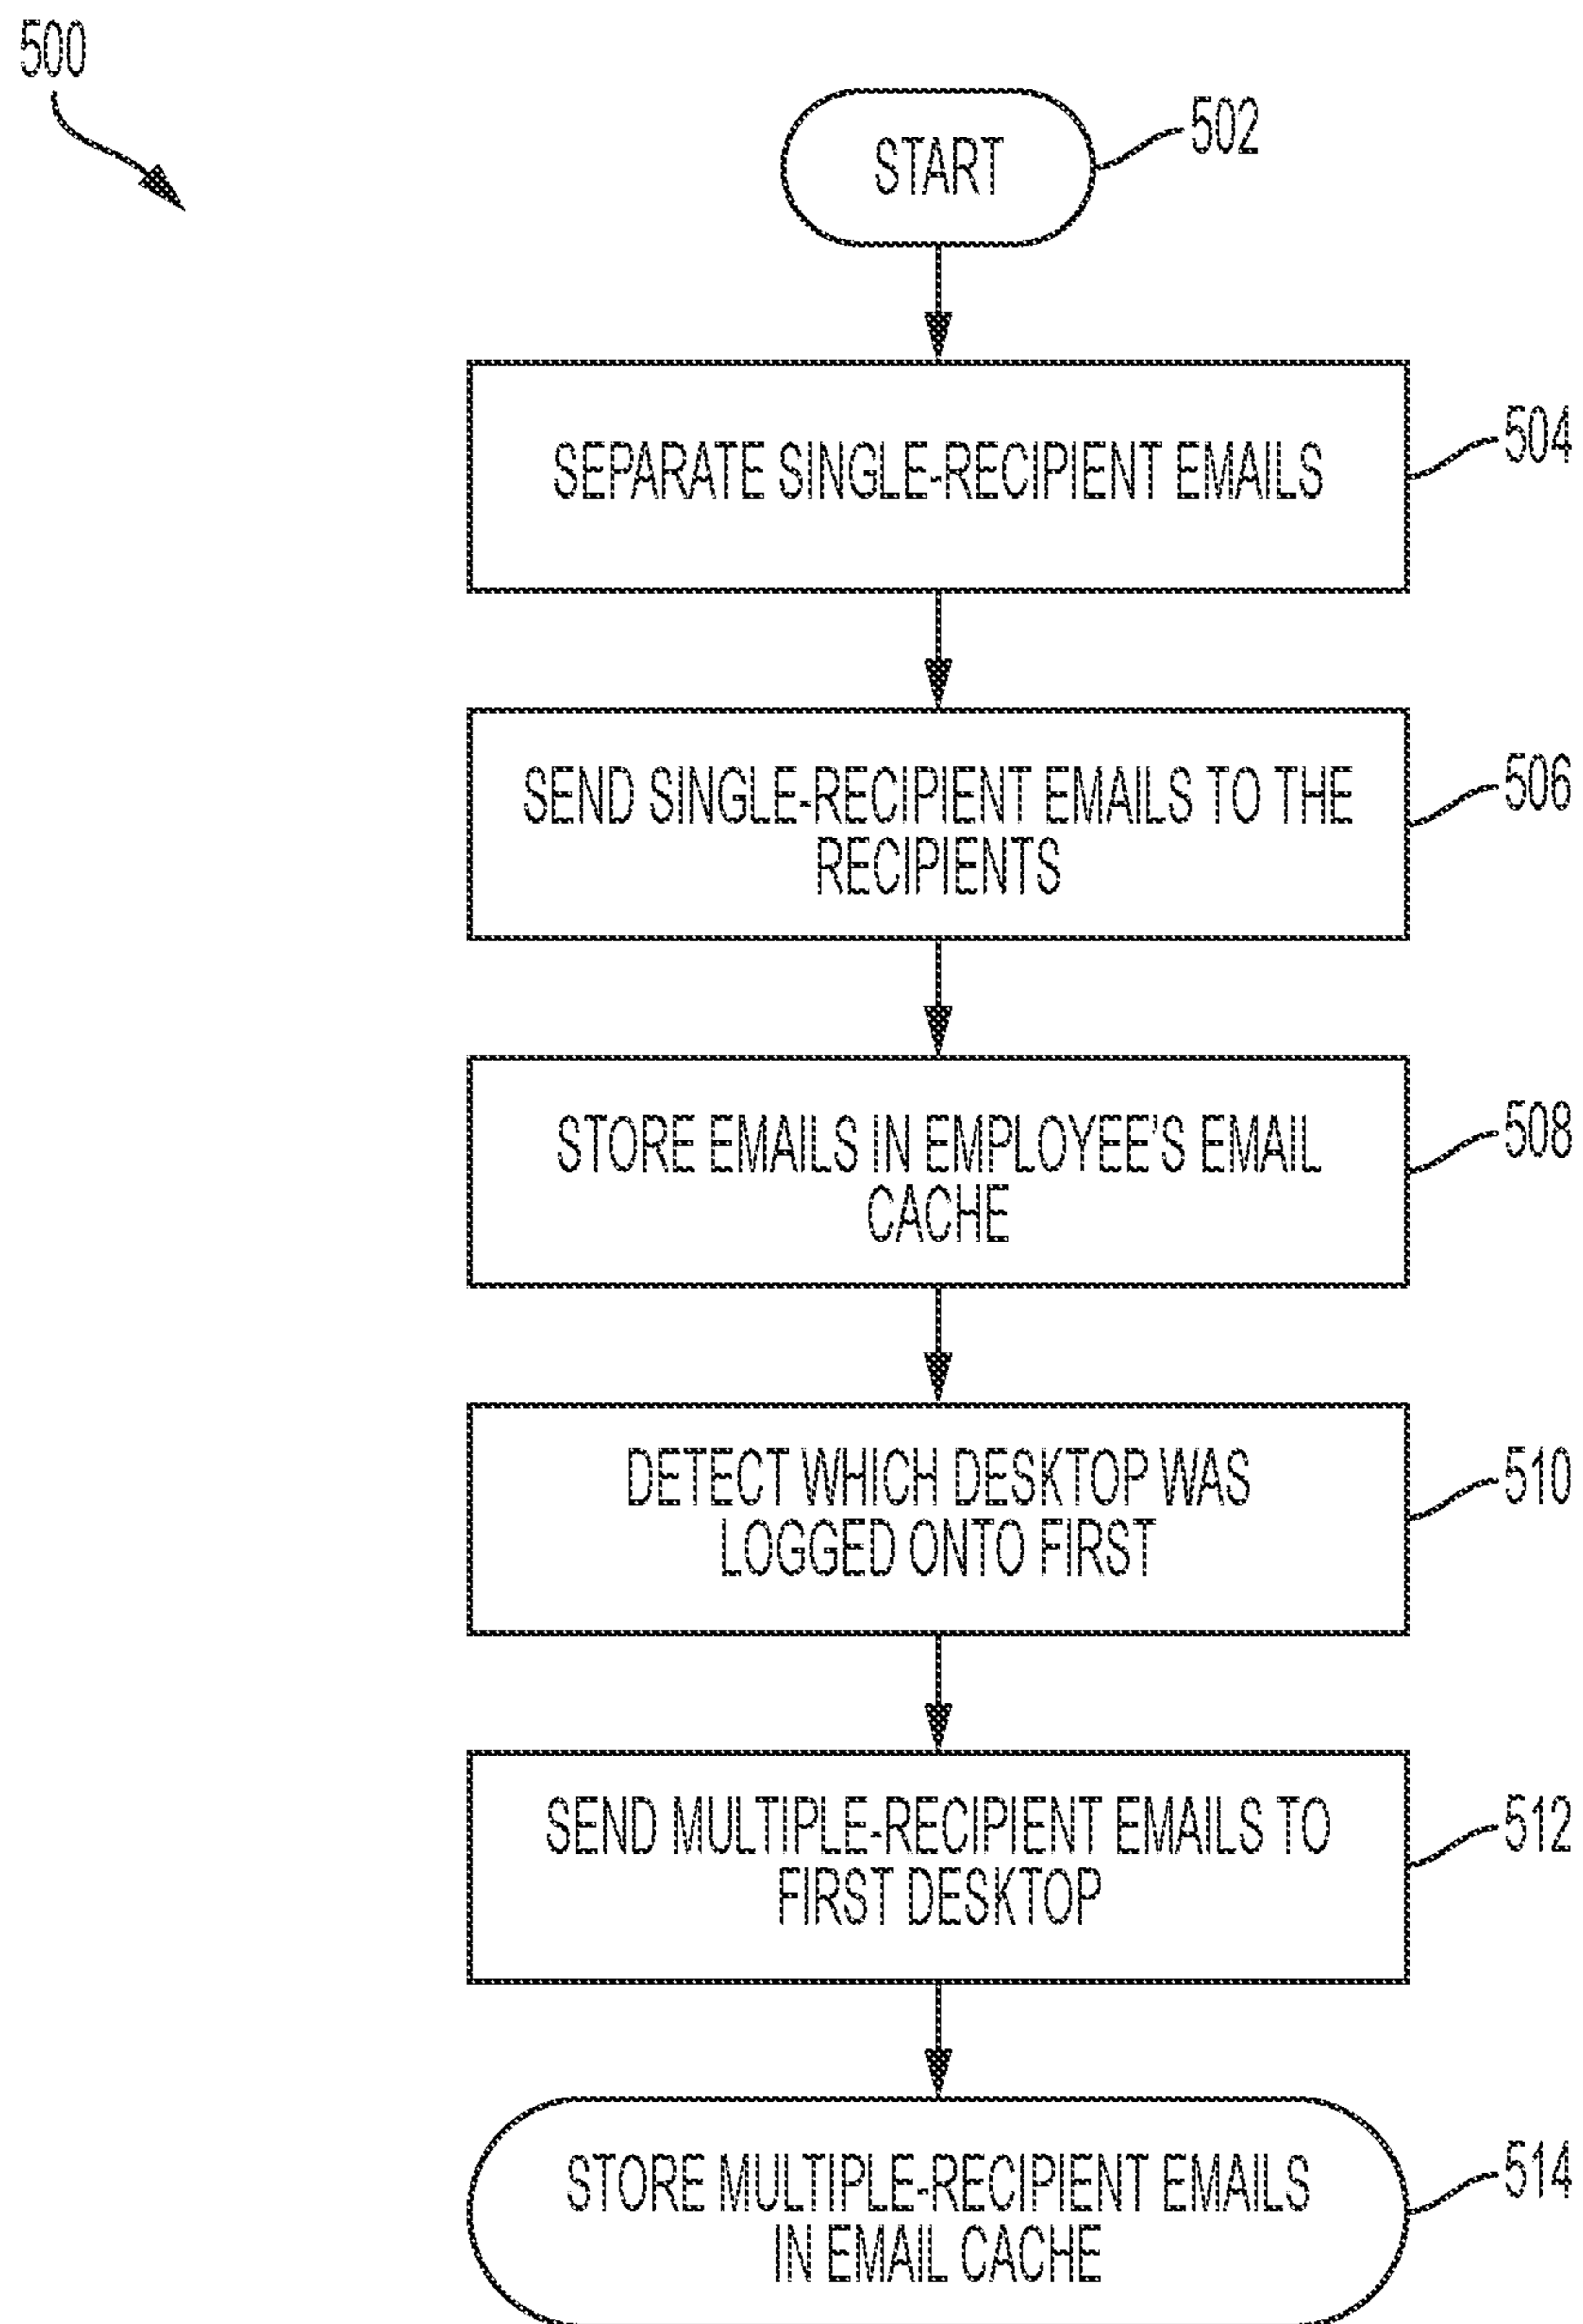 500
START
502
SEPARATE SINGLE-RECIPIENT EMAILS
504
SEND SINGLE-RECIPIENT EMAILS TO THE
RECIPIENTS
506
STORE EMAILS IN EMPLOYEE'S EMAIL
CACHE
508
DETECT WHICH DESKTOP WAS
LOGGED ONTO FIRST
510
SEND MULTIPLE-RECIPIENT EMAILS TO
FIRST DESKTOP
512
STORE MULTIPLE-RECIPIENT EMAILS
IN EMAIL CACHE
514